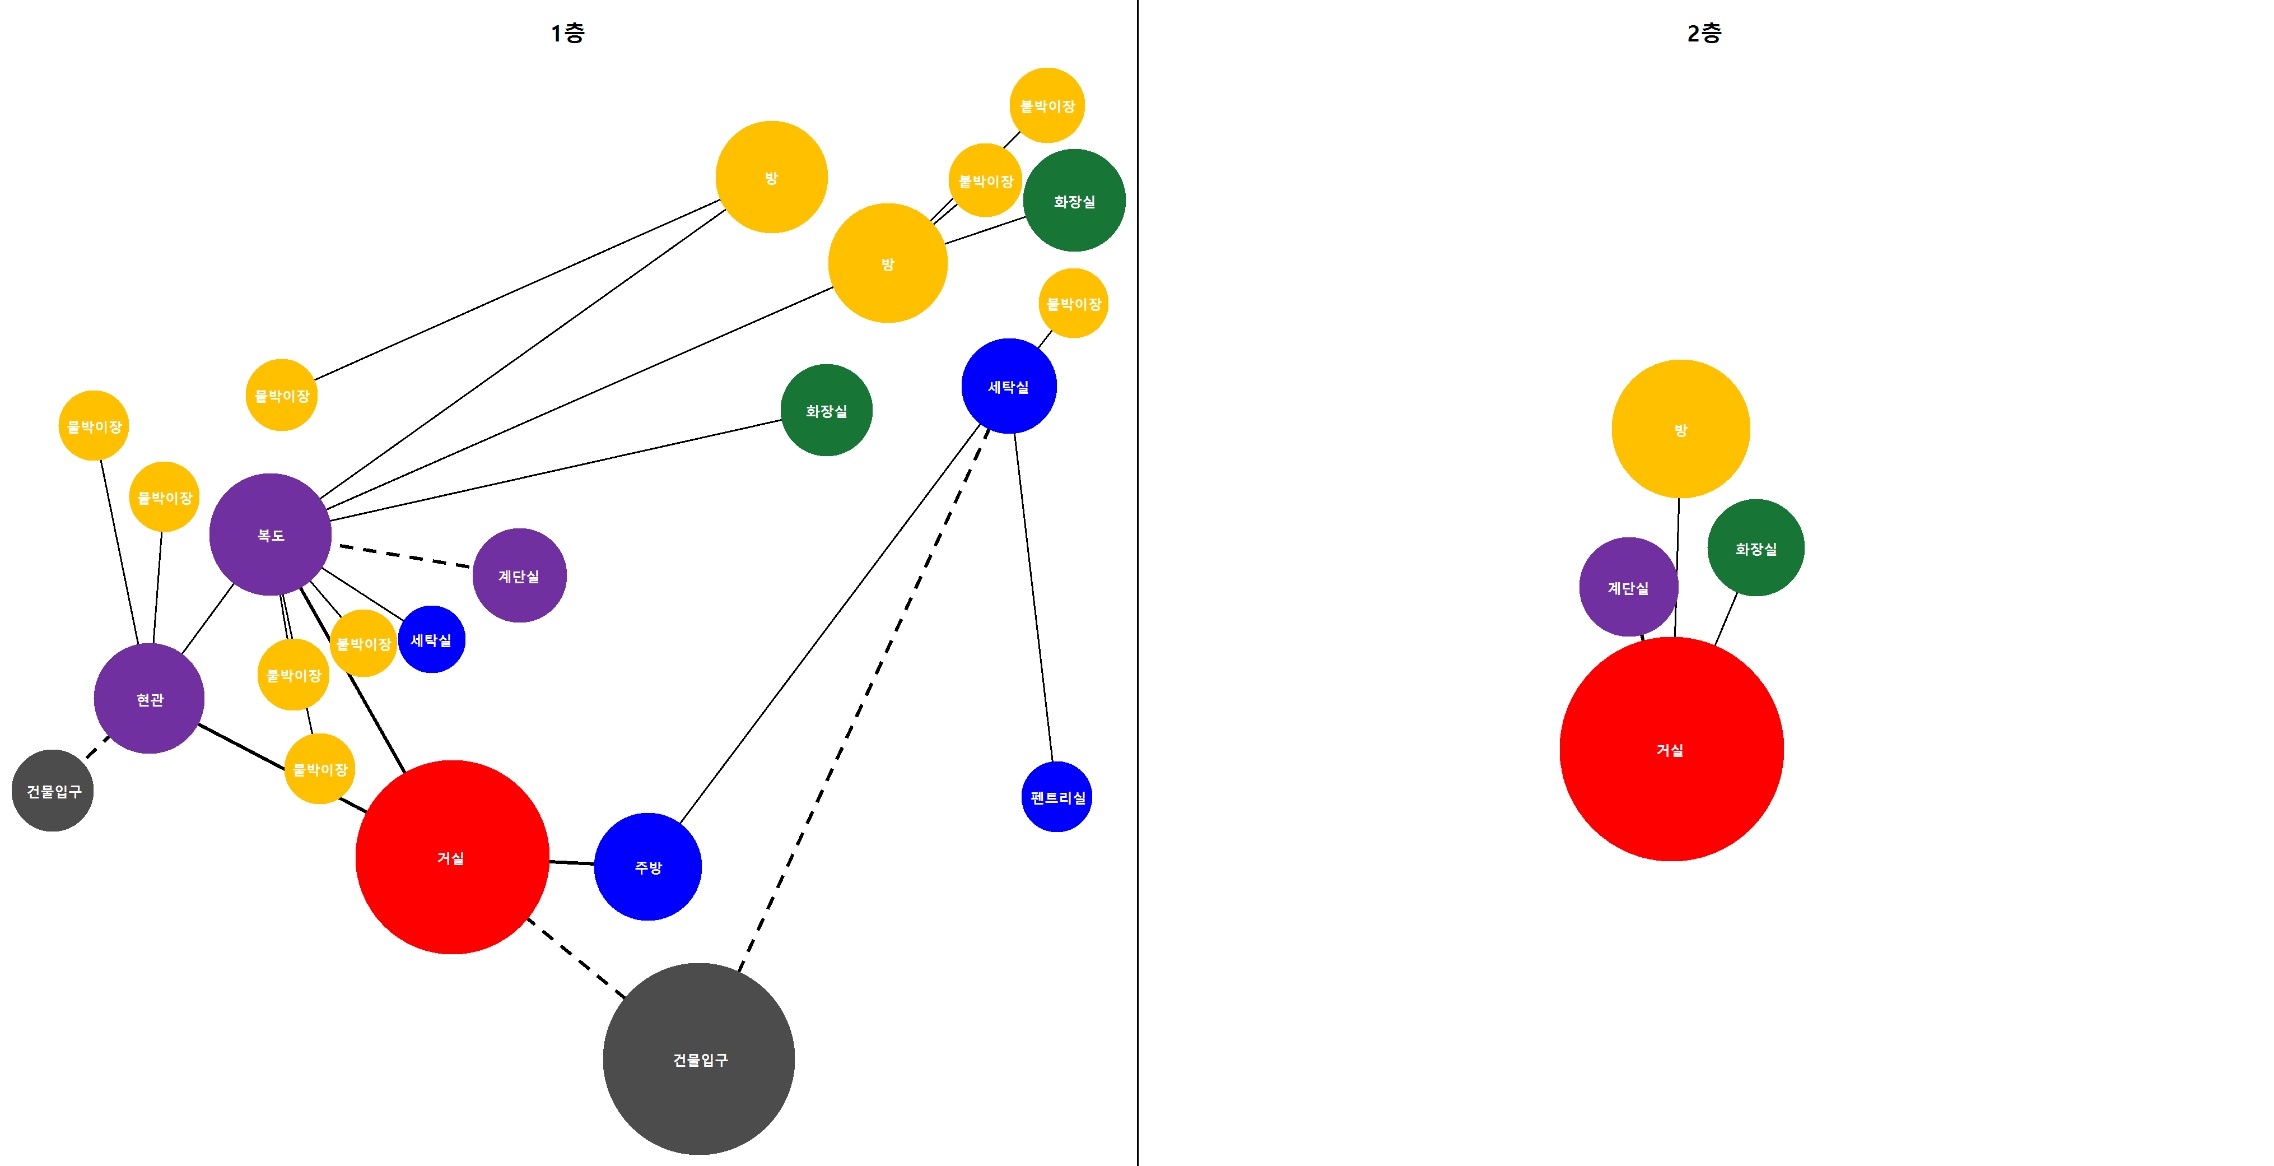 1층
2층
붙박이장
방
붙박이장
화장실
방
붙박이장
세탁실
붙박이장
화장실
붙박이장
붙박이장
복도
계단실
붙박이장
세탁실
붙박이장
현관
붙박이장
건물입구
펜트리실
거실
주방
건물입구
방
화장실
계단실
거실